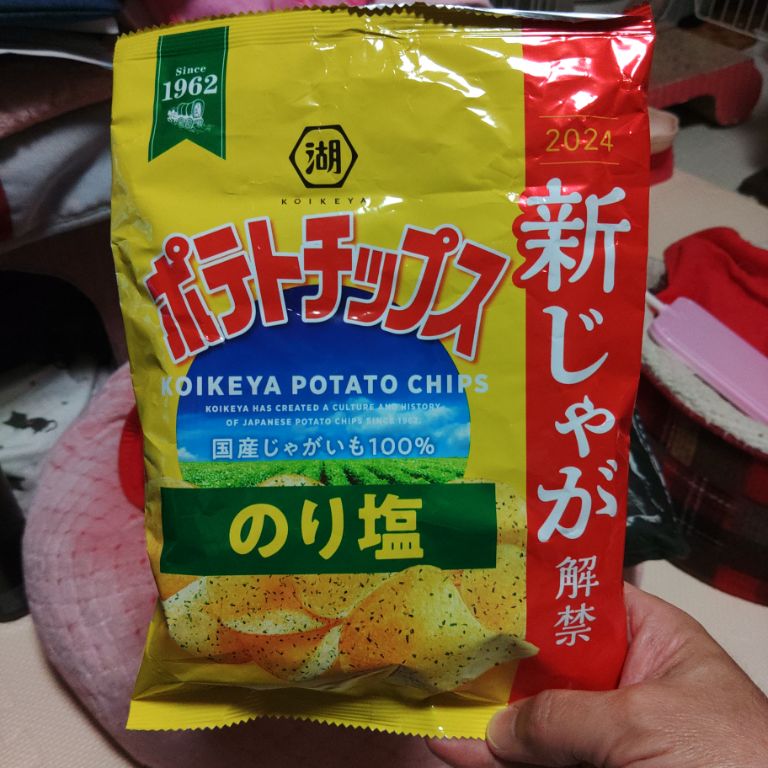 Since
1962
湖
KOIKEYA
ポテトチップス
KOIKEYA POTATO CHIPS
KOIKEYA HAS CREATED A CULTURE AND HISTORY
OF JAPANESE POTATO CHIPS SINCE 1962.
国産じゃがいも100%
のり塩
2024
新じゃが
解禁